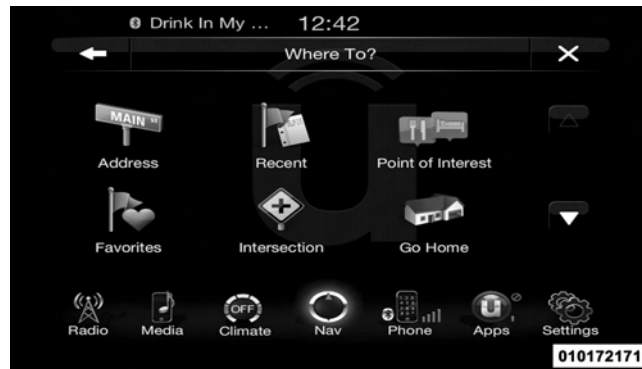 Drink In My ... 12:42
Where To?
MAIN ST
Address Recent Point of Interest
Favorites Intersection Go Home
OFF
Radio Media Climate Nav Phone Apps Settings
010172171